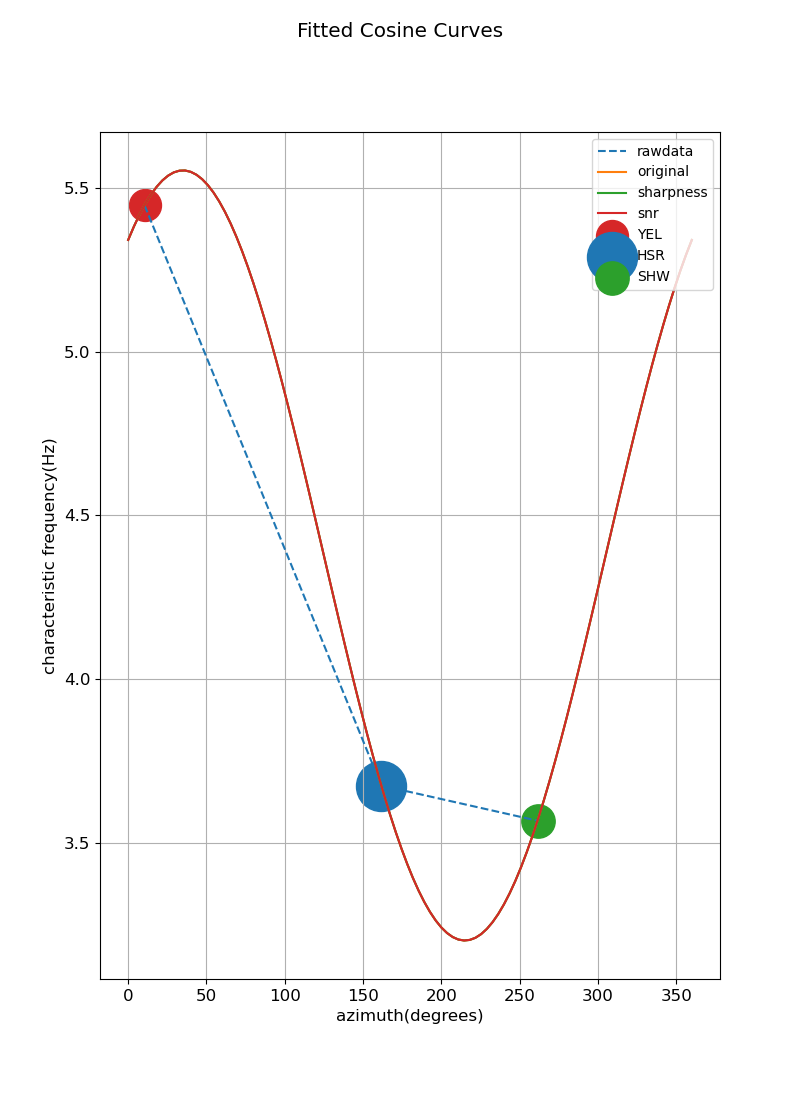 Fitted Cosine Curves
rawdata
original
sharpness
snr
YEL
HSR
SHW
5.5
5.0
4.5
4.0
3.5
characteristic frequency(Hz)
0 50 100 150 200 250 300 350
azimuth(degrees)